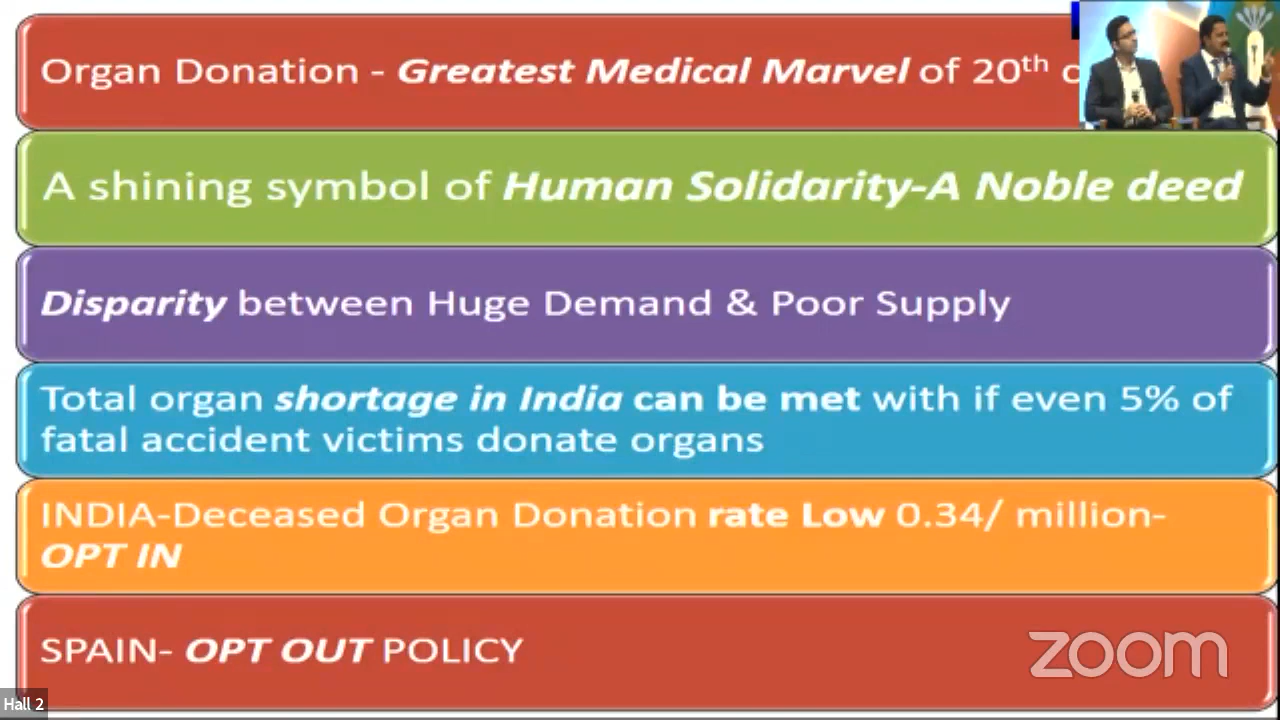 Organ Donation - Greatest Medical Marvel of 20th
A shining symbol of Human Solidarity-A Noble deed
Disparity between Huge Demand & Poor Supply
Total organ shortage in India can be met with if even 5% of
fatal accident victims donate organs
INDIA-Deceased Organ Donation rate Low 0.34/ million-
OPT IN
SPAIN- OPT OUT POLICY
zoom
Hall 2